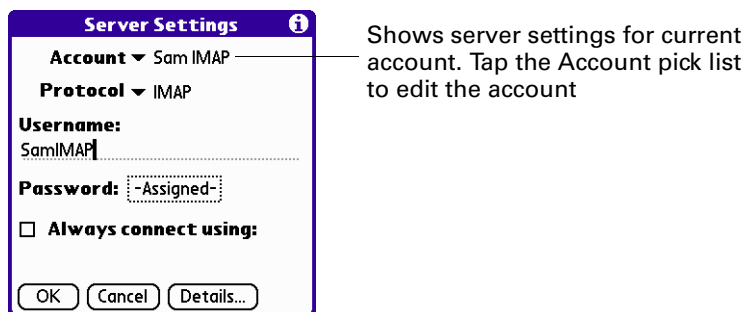 Server Settings
Account Sam IMAP
Protocol IMAP
Username:
SamIMAP
Password: -Assigned-
Always connect using:
OK Cancel Details...
Shows server settings for current
account. Tap the Account pick list
to edit the account